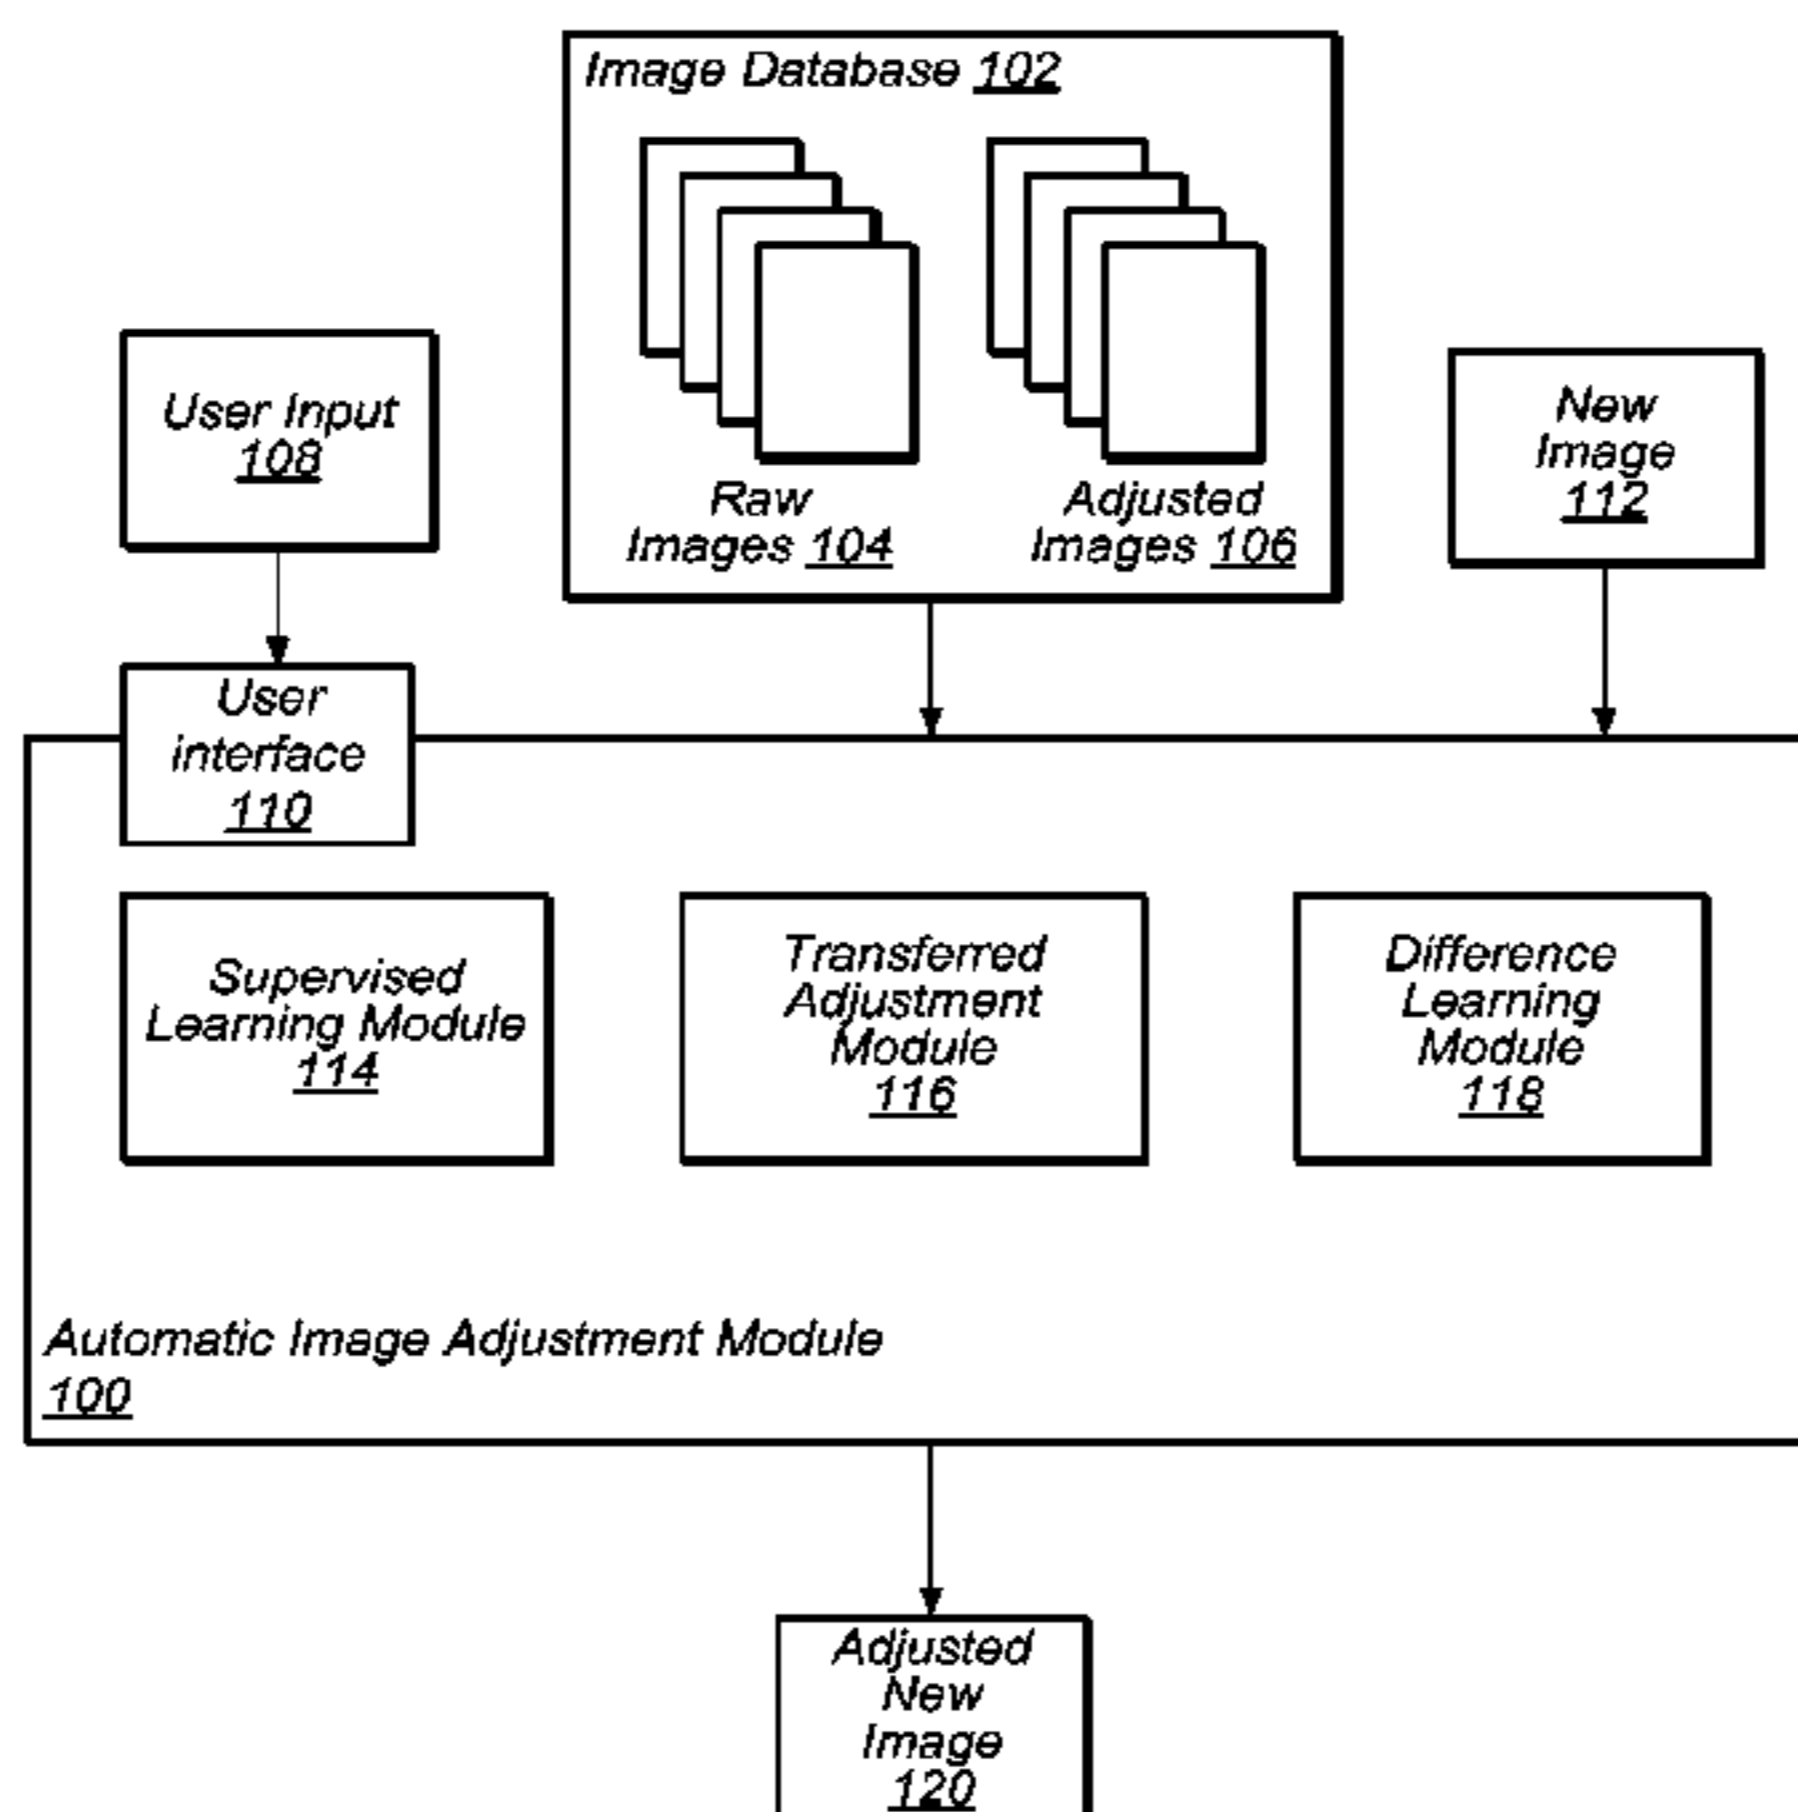 Image Database 102
Raw
Images 104
Adjusted
Images 106
User Input
108
New
Image
112
User
interface
110
Supervised
Learning Module
114
Transferred
Adjustment
Module
116
Difference
Learning
Module
118
Automatic Image Adjustment Module
100
Adjusted
New
Image
120